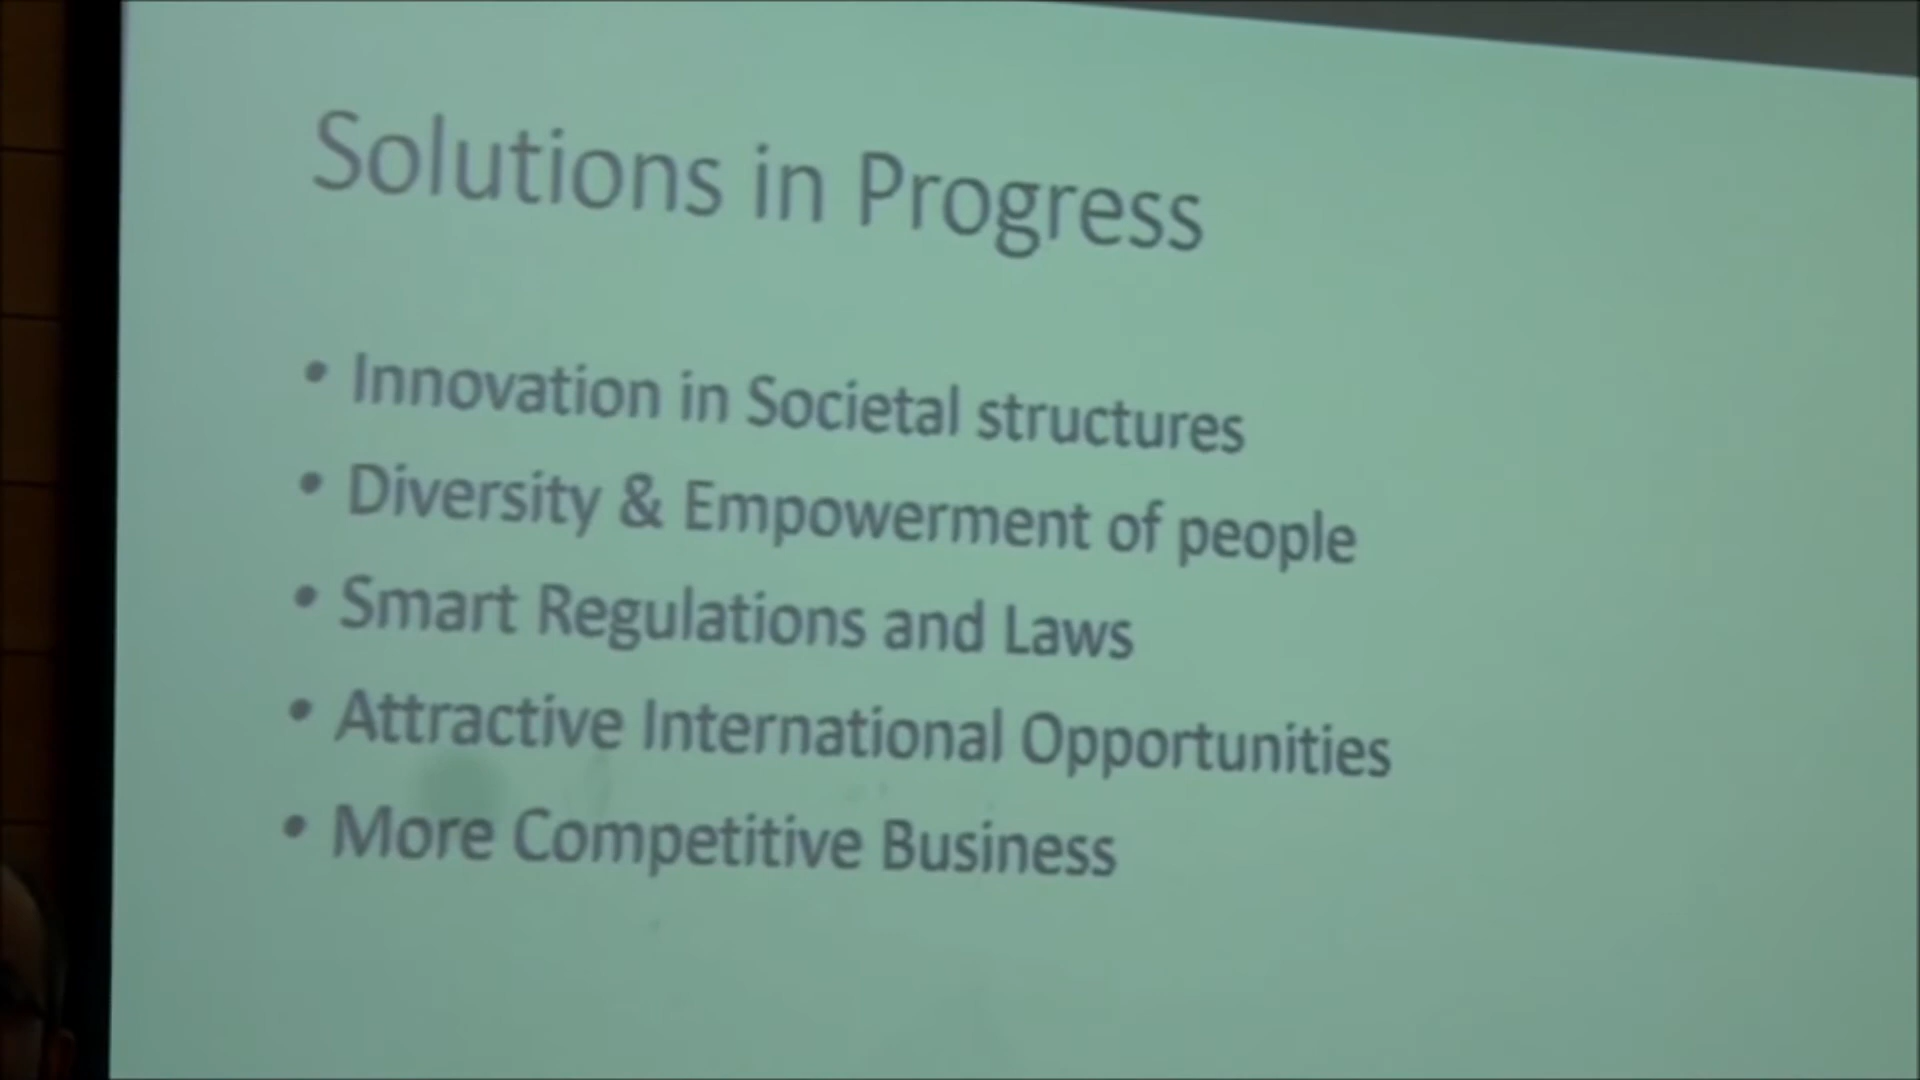 Solutions in Progress
• Innovation in Societal structures
• Diversity & Empowerment of people
• Smart Regulations and Laws
• Attractive International Opportunities
• More Competitive Business